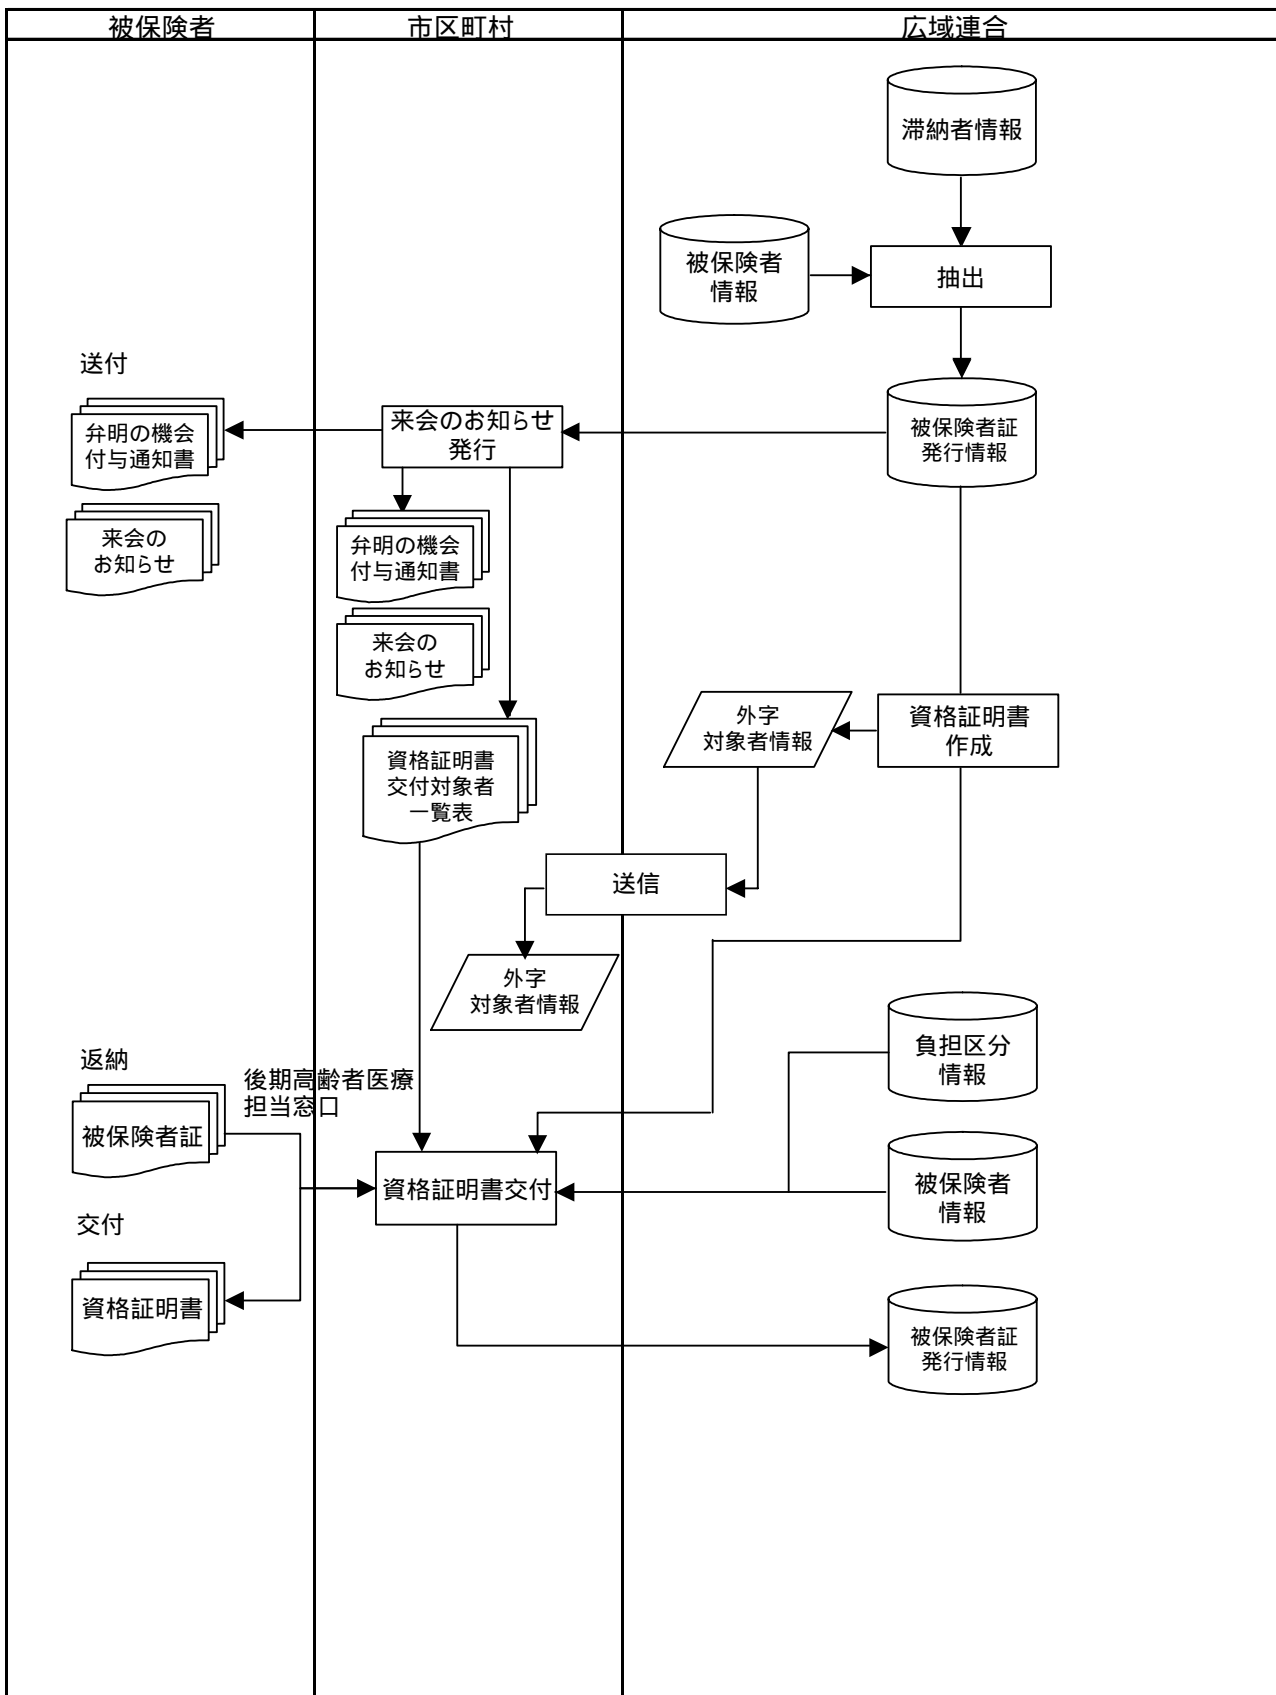 被保険者
市区町村
広域連合
滞納者情報
被保険者
情報
抽出
送付
弁明の機会
付与通知書
来会のお知らせ
発行
被保険者証
発行情報
来会の
お知らせ
弁明の機会
付与通知書
来会の
お知らせ
外字
対象者情報
資格証明書
作成
資格証明書
交付対象者
一覧表
送信
外字
対象者情報
負担区分
情報
返納
後期高齢者医療
担当窓口
被保険者証
資格証明書交付
被保険者
情報
交付
資格証明書
被保険者証
発行情報